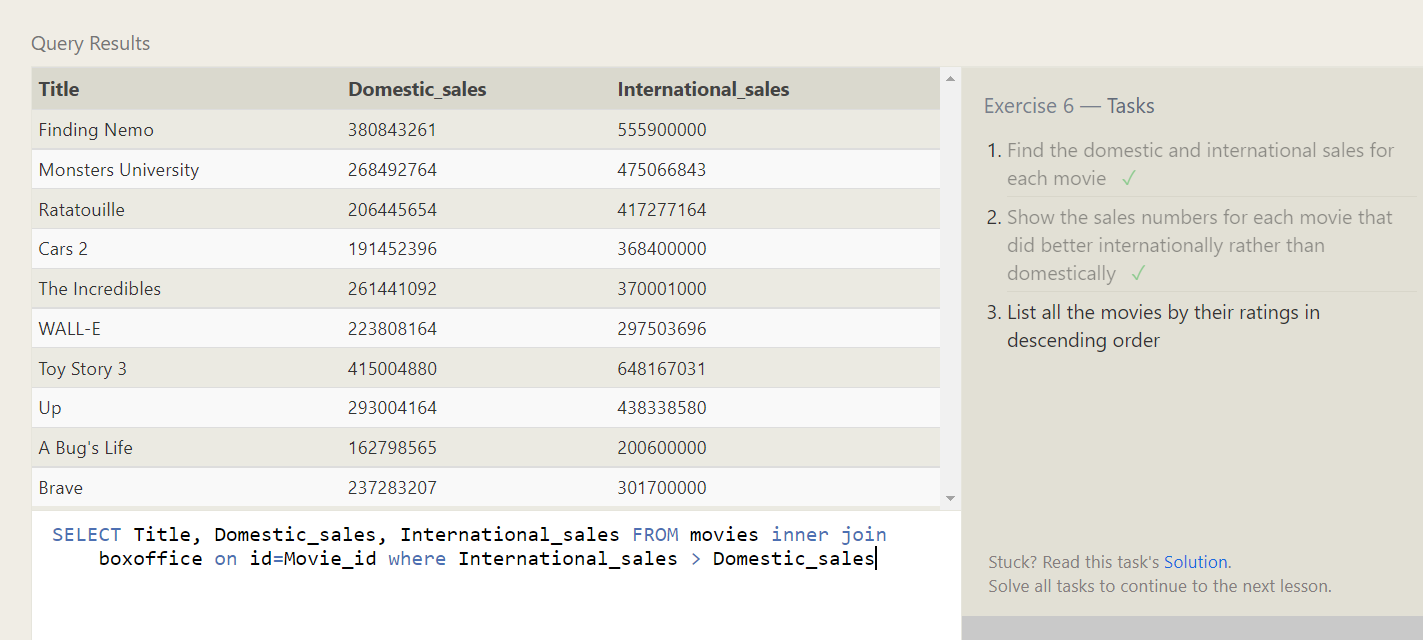 Query Results
Title Domestic_sales International_sales
Finding Nemo 380843261 555900000
Monsters University 268492764 475066843
Ratatouille 206445654 417277164
Cars 2 191452396 368400000
The Incredibles 261441092 370001000
WALL-E 223808164 297503696
Toy Story 3 415004880 648167031
Up 293004164 438338580
A Bug's Life 162798565 200600000
Brave 237283207 301700000
SELECT Title, Domestic_sales, International_sales FROM movies inner join
boxoffice on id=Movie_id where International_sales > Domestic_sales
Exercise 6 — Tasks
1. Find the domestic and international sales for
each movie ✓
2. Show the sales numbers for each movie that
did better internationally rather than
domestically ✓
3. List all the movies by their ratings in
descending order
Stuck? Read this task's Solution.
Solve all tasks to continue to the next lesson.